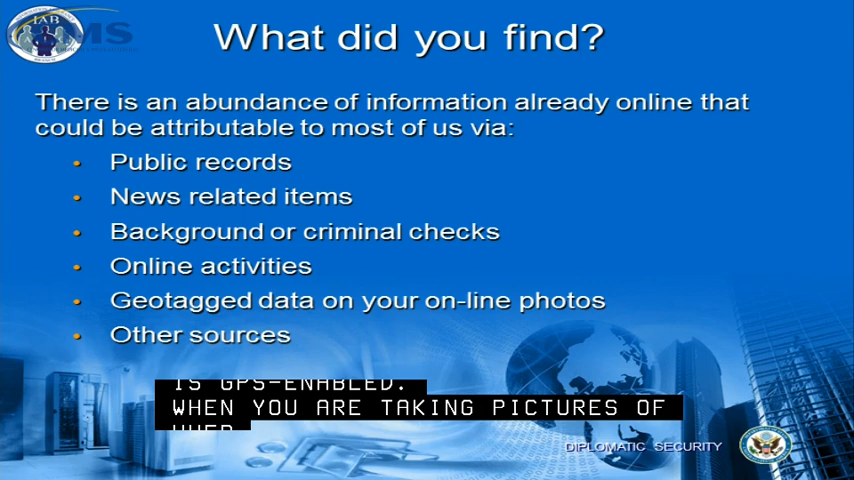 IAB
MS
What did you find?
There is an abundance of information already online that
could be attributable to most of us via:
• Public records
• News related items
• Background or criminal checks
• Online activities
• Geotagged data on your on-line photos
• Other sources
IS GPS-ENABLED.
WHEN YOU ARE TAKING PICTURES OF
DIPLOMATIC SECURITY